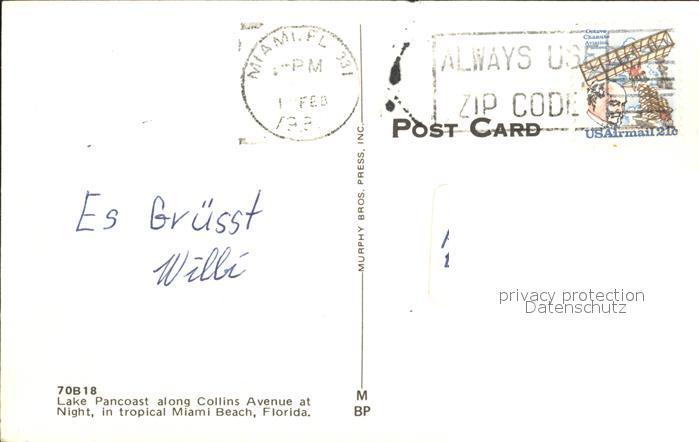 MIAMI, FL 331
PM
FEB
ALWAYS USE
ZIP CODE
Octave
Chanute
Aviation
Pioneer
USAirmail 21c
POST CARD
Es Grüsst
Willi
MURPHY BROS. PRESS, INC.
privacy protection
Datenschutz
70B18
Lake Pancoast along Collins Avenue at
Night, in tropical Miami Beach, Florida.
M
BP